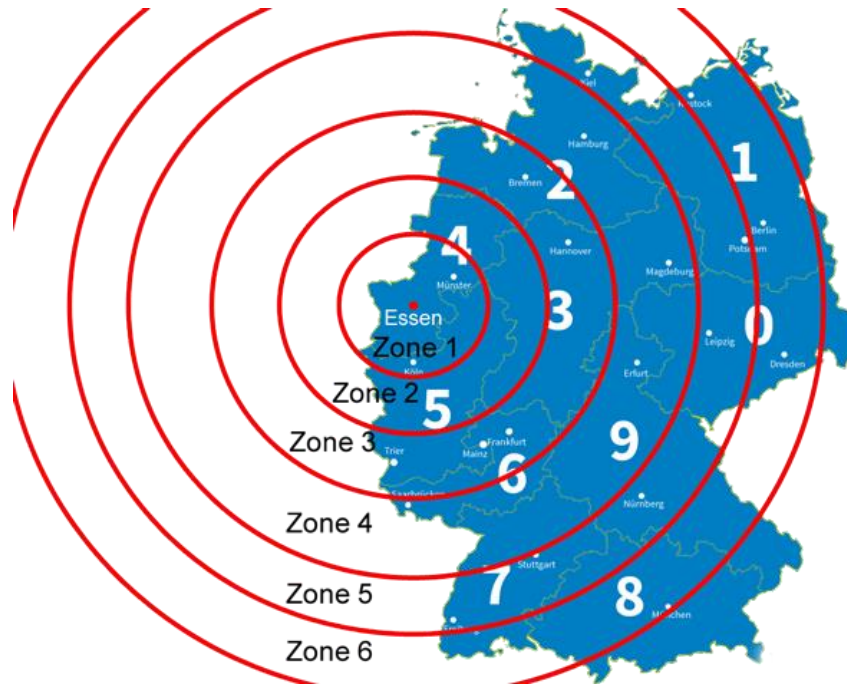 Kiel
Rostock
1
Hamburg
2
Bremen
Berlin
4
Hannover
Potsdam
Magdeburg
Münster
3
Essen
0
Zone 1
Leipzig
Dresden
Köln
Erfurt
Zone 2
5
Frankfurt
9
Zone 3
Trier
Mainz
6
Saarbrücken
Nürnberg
Zone 4
Stuttgart
7
8
Zone 5
München
Zone 6